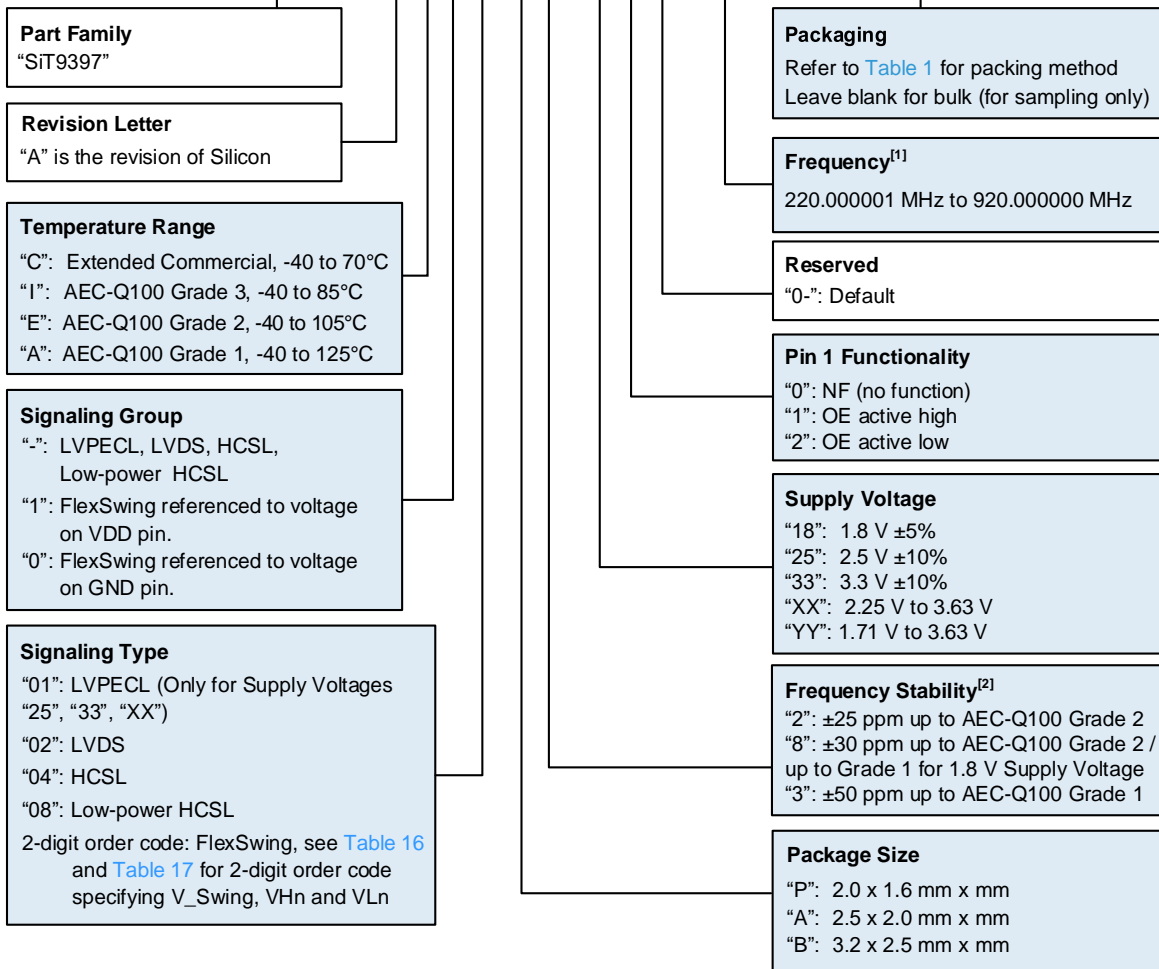 Part Family
“SiT9397”
Revision Letter
“A” is the revision of Silicon
Temperature Range
“C”: Extended Commercial, -40 to 70°C
“I”: AEC-Q100 Grade 3, -40 to 85°C
“E”: AEC-Q100 Grade 2, -40 to 105°C
“A”: AEC-Q100 Grade 1, -40 to 125°C
Signaling Group
“-”: LVPECL, LVDS, HCSL,
Low-power HCSL
“1”: FlexSwing referenced to voltage
on VDD pin.
“0”: FlexSwing referenced to voltage
on GND pin.
Signaling Type
“01”: LVPECL (Only for Supply Voltages
“25”, “33”, “XX”)
“02”: LVDS
“04”: HCSL
“08”: Low-power HCSL
2-digit order code: FlexSwing, see Table 16
and Table 17 for 2-digit order code
specifying V_Swing, VHn and VLn
Packaging
Refer to Table 1 for packing method
Leave blank for bulk (for sampling only)
Frequency[1]
220.000001 MHz to 920.000000 MHz
Reserved
“0-”: Default
Pin 1 Functionality
“0”: NF (no function)
“1”: OE active high
“2”: OE active low
Supply Voltage
“18”: 1.8 V ±5%
“25”: 2.5 V ±10%
“33”: 3.3 V ±10%
“XX”: 2.25 V to 3.63 V
“YY”: 1.71 V to 3.63 V
Frequency Stability[2]
“2”: ±25 ppm up to AEC-Q100 Grade 2
“8”: ±30 ppm up to AEC-Q100 Grade 2 /
up to Grade 1 for 1.8 V Supply Voltage
“3”: ±50 ppm up to AEC-Q100 Grade 1
Package Size
“P”: 2.0 x 1.6 mm x mm
“A”: 2.5 x 2.0 mm x mm
“B”: 3.2 x 2.5 mm x mm